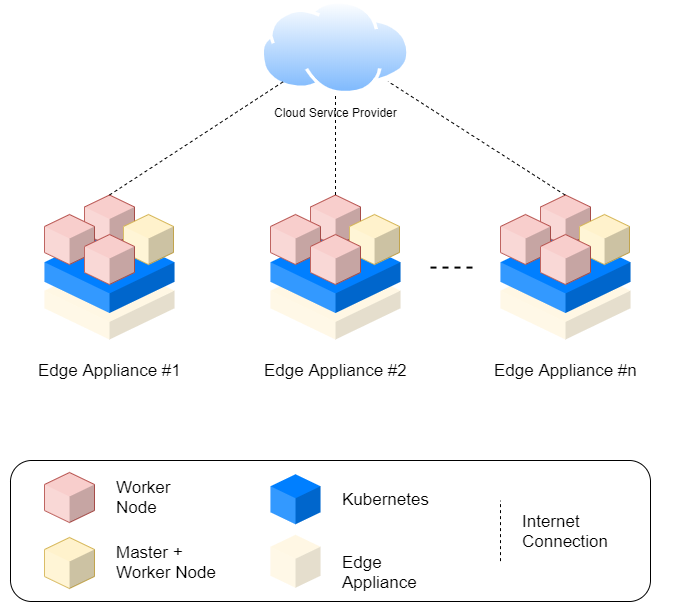 Cloud Service Provider
Edge Appliance #1
Edge Appliance #2
Edge Appliance #n
Worker
Node
Kubernetes
Master +
Worker Node
Edge
Appliance
Internet
Connection